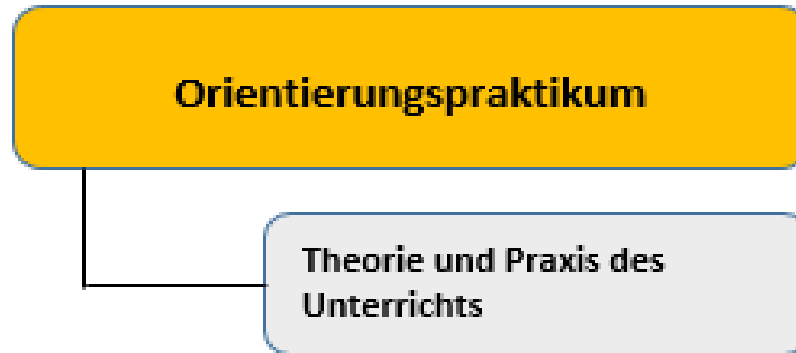 Orientierungspraktikum
Theorie und Praxis des
Unterrichts